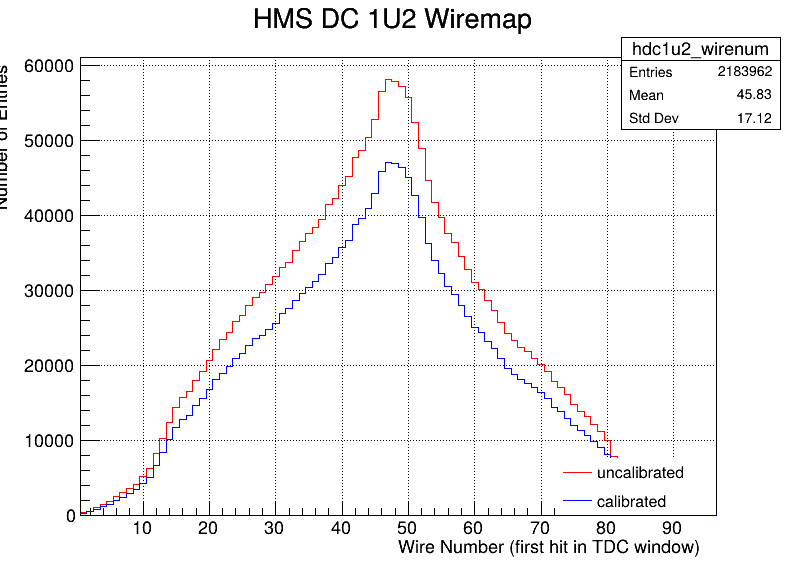 HMS DC 1U2 Wiremap
hdc1u2_wirenum
Entries 2183962
Mean 45.83
Std Dev 17.12
Number of Entries
60000
50000
40000
30000
20000
10000
0
10 20 30 40 50 60 70 80 90
uncalibrated
calibrated
Wire Number (first hit in TDC window)